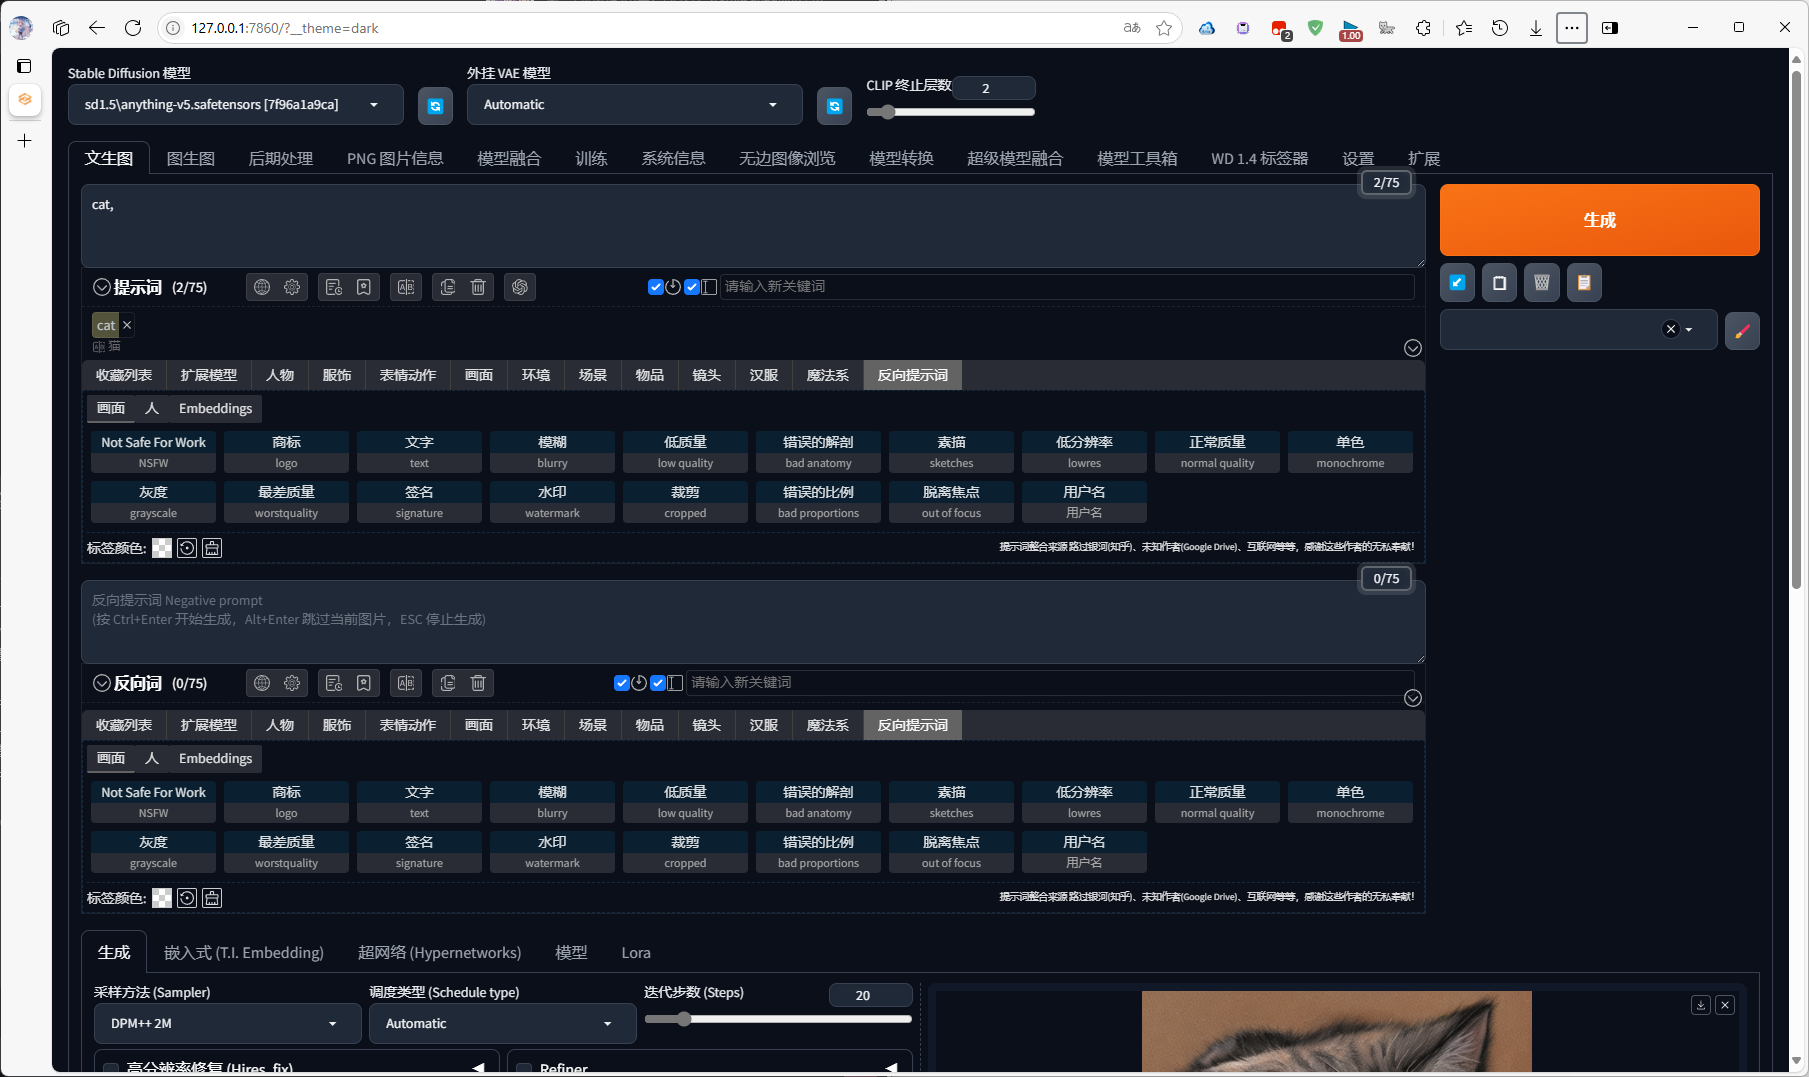 127.0.0.1:7860/?__theme=dark
aあ
2
1.00
Stable Diffusion 模型
外挂 VAE 模型
CLIP 终止层数
2
sd1.5\anything-v5.safetensors [7f96a1a9ca]
Automatic
文生图 图生图 后期处理 PNG 图片信息 模型融合 训练 系统信息 无边图像浏览 模型转换 超级模型融合 模型工具箱 WD 1.4 标签器 设置 扩展
2/75
cat,
生成
提示词 (2/75)
请输入新关键词
cat ×
猫
收藏列表 扩展模型 人物 服饰 表情动作 画面 环境 场景 物品 镜头 汉服 魔法系 反向提示词
画面 人 Embeddings
Not Safe For Work 商标 文字 模糊 低质量 错误的解剖 素描 低分辨率 正常质量 单色
NSFW logo text blurry low quality bad anatomy sketches lowres normal quality monochrome
灰度 最差质量 签名 水印 裁剪 错误的比例 脱离焦点 用户名
grayscale worstquality signature watermark cropped bad proportions out of focus 用户名
标签颜色:
提示词整合来源 路过银河(知乎)、未知作者(Google Drive)、互联网等等，感谢这些作者的无私奉献！
0/75
反向提示词 Negative prompt
(按 Ctrl+Enter 开始生成，Alt+Enter 跳过当前图片，ESC 停止生成)
反向词 (0/75)
请输入新关键词
收藏列表 扩展模型 人物 服饰 表情动作 画面 环境 场景 物品 镜头 汉服 魔法系 反向提示词
画面 人 Embeddings
Not Safe For Work 商标 文字 模糊 低质量 错误的解剖 素描 低分辨率 正常质量 单色
NSFW logo text blurry low quality bad anatomy sketches lowres normal quality monochrome
灰度 最差质量 签名 水印 裁剪 错误的比例 脱离焦点 用户名
grayscale worstquality signature watermark cropped bad proportions out of focus 用户名
标签颜色:
提示词整合来源 路过银河(知乎)、未知作者(Google Drive)、互联网等等，感谢这些作者的无私奉献！
生成 嵌入式 (T.I. Embedding) 超网络 (Hypernetworks) 模型 Lora
采样方法 (Sampler)
调度类型 (Schedule type)
迭代步数 (Steps)
20
DPM++ 2M
Automatic
高分辨率修复 (Hires. fix)
Refiner